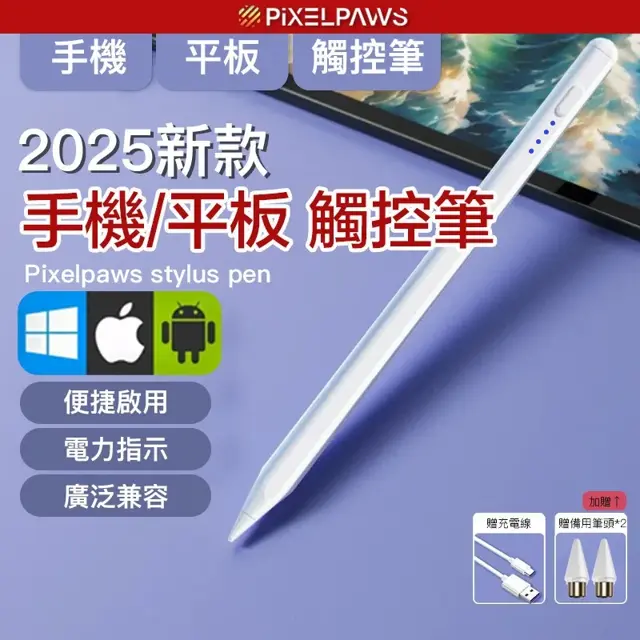 PiXELPAWS
手機 平板 觸控筆
2025新款
手機/平板 觸控筆
Pixelpaws stylus pen
便捷啟用
電力指示
廣泛兼容
加贈↑
贈充電線 贈備用筆頭*2